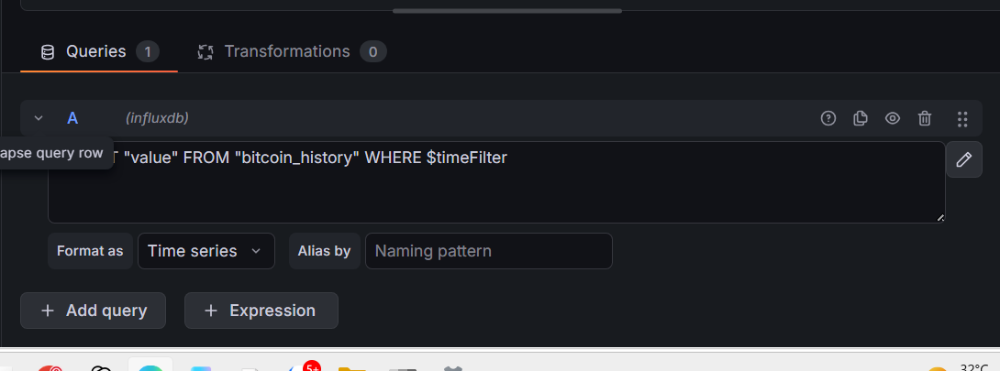 Queries 1 Transformations 0
A (influxdb)
apse query row
T "value" FROM "bitcoin_history" WHERE $timeFilter
Format as Time series Alias by Naming pattern
+ Add query + Expression
5+
32°C